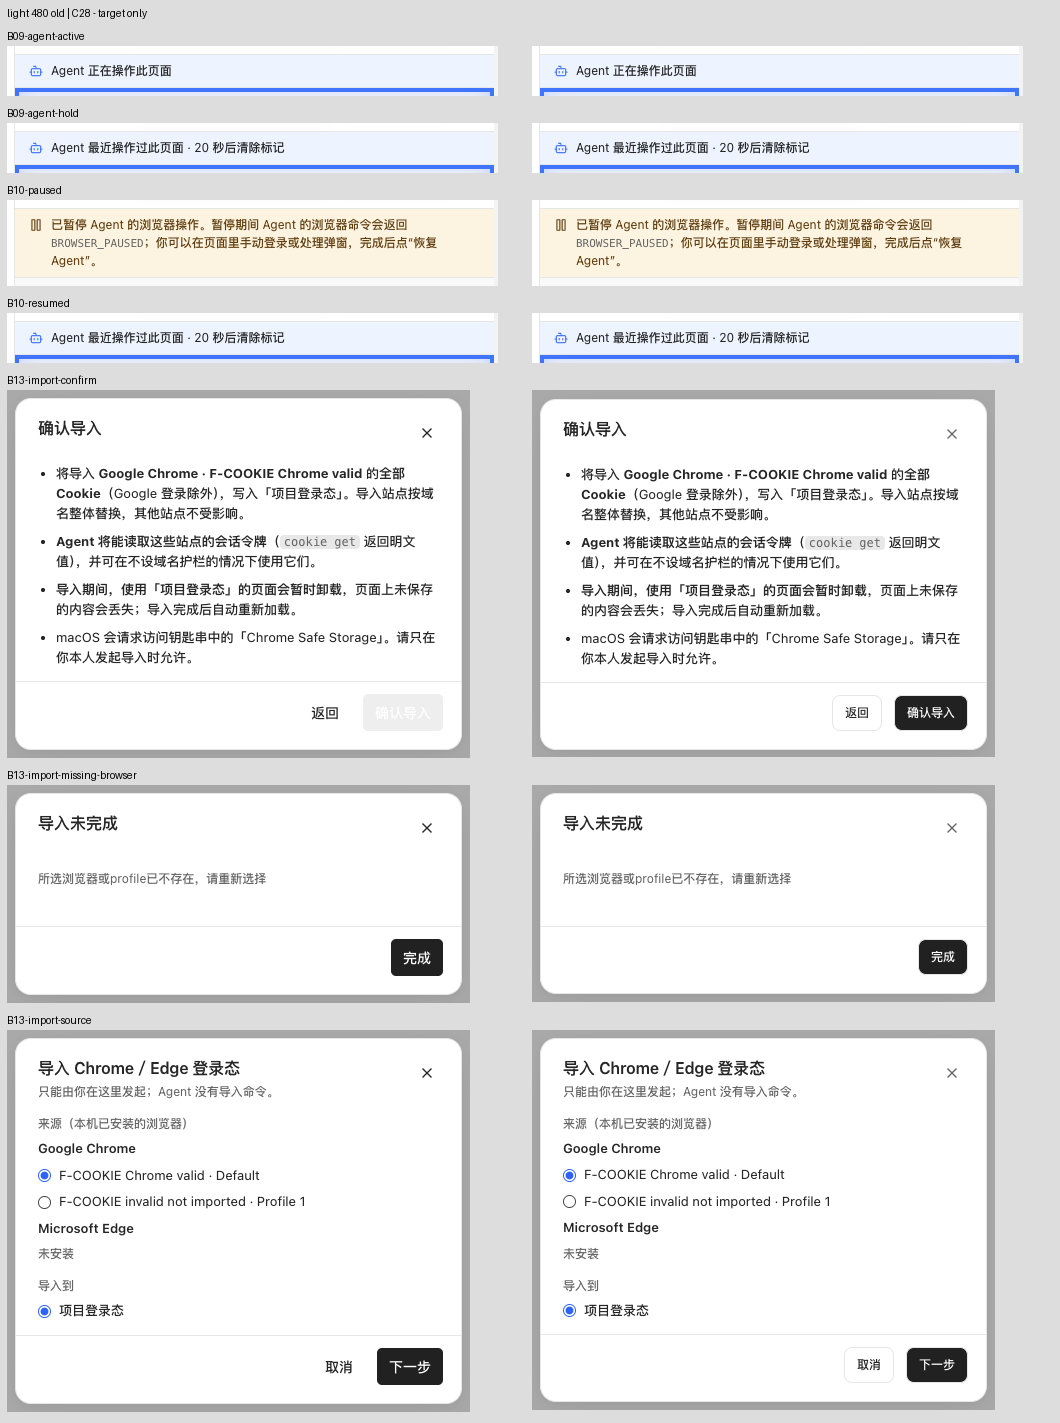 light 480 old | C28 - target only
B09-agent-active
Agent 正在操作此页面
Agent 正在操作此页面
B09-agent-hold
Agent 最近操作过此页面 · 20 秒后清除标记
Agent 最近操作过此页面 · 20 秒后清除标记
B10-paused
已暂停 Agent 的浏览器操作。暂停期间 Agent 的浏览器命令会返回
BROWSER_PAUSED；你可以在页面里手动登录或处理弹窗，完成后点“恢复
Agent”。
已暂停 Agent 的浏览器操作。暂停期间 Agent 的浏览器命令会返回
BROWSER_PAUSED；你可以在页面里手动登录或处理弹窗，完成后点“恢复
Agent”。
B10-resumed
Agent 最近操作过此页面 · 20 秒后清除标记
Agent 最近操作过此页面 · 20 秒后清除标记
B13-import-confirm
确认导入
• 将导入 Google Chrome · F-COOKIE Chrome valid 的全部
Cookie（Google 登录除外），写入「项目登录态」。导入站点按域
名整体替换，其他站点不受影响。
• Agent 将能读取这些站点的会话令牌（cookie get 返回明文
值），并可在不设域名护栏的情况下使用它们。
• 导入期间，使用「项目登录态」的页面会暂时卸载，页面上未保存
的内容会丢失；导入完成后自动重新加载。
• macOS 会请求访问钥匙串中的「Chrome Safe Storage」。请只在
你本人发起导入时允许。
返回
确认导入
确认导入
• 将导入 Google Chrome · F-COOKIE Chrome valid 的全部
Cookie（Google 登录除外），写入「项目登录态」。导入站点按域
名整体替换，其他站点不受影响。
• Agent 将能读取这些站点的会话令牌（cookie get 返回明文
值），并可在不设域名护栏的情况下使用它们。
• 导入期间，使用「项目登录态」的页面会暂时卸载，页面上未保存
的内容会丢失；导入完成后自动重新加载。
• macOS 会请求访问钥匙串中的「Chrome Safe Storage」。请只在
你本人发起导入时允许。
返回
确认导入
B13-import-missing-browser
导入未完成
所选浏览器或profile已不存在，请重新选择
完成
导入未完成
所选浏览器或profile已不存在，请重新选择
完成
B13-import-source
导入 Chrome / Edge 登录态
只能由你在这里发起；Agent 没有导入命令。
来源（本机已安装的浏览器）
Google Chrome
F-COOKIE Chrome valid · Default
F-COOKIE invalid not imported · Profile 1
Microsoft Edge
未安装
导入到
项目登录态
取消
下一步
导入 Chrome / Edge 登录态
只能由你在这里发起；Agent 没有导入命令。
来源（本机已安装的浏览器）
Google Chrome
F-COOKIE Chrome valid · Default
F-COOKIE invalid not imported · Profile 1
Microsoft Edge
未安装
导入到
项目登录态
取消
下一步